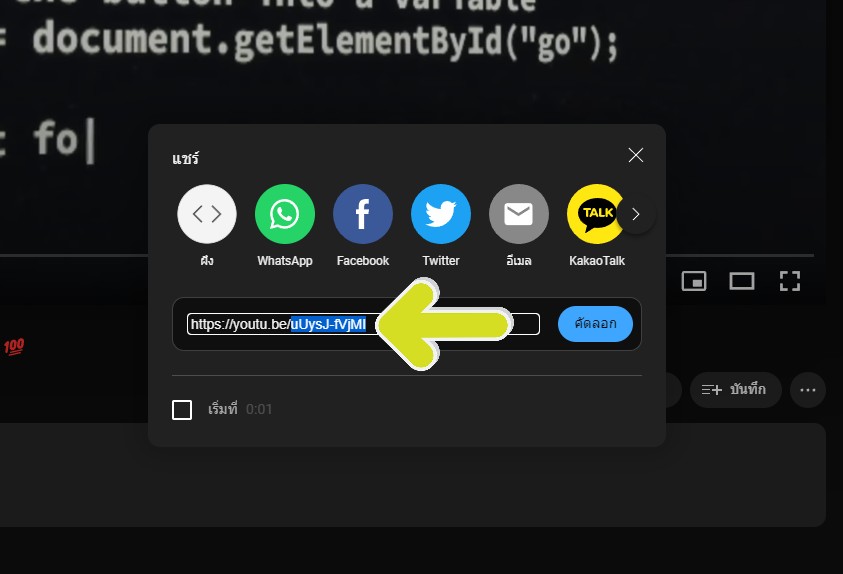 the button into a variable
= document.getElementById("go");
t fo|
แชร์
ฝัง
WhatsApp
Facebook
Twitter
อีเมล
TALK
KakaoTalk
https://youtu.be/uUysJ-fVjMI
คัดลอก
100
เริ่มที่ 0:01
บันทึก